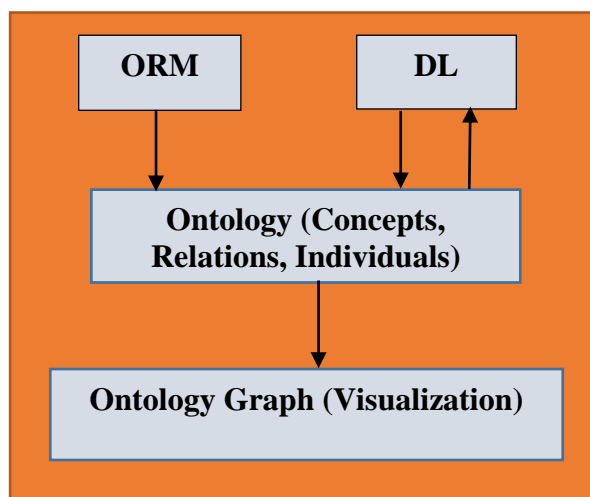 ORM
DL
Ontology (Concepts,
Relations, Individuals)
Ontology Graph (Visualization)